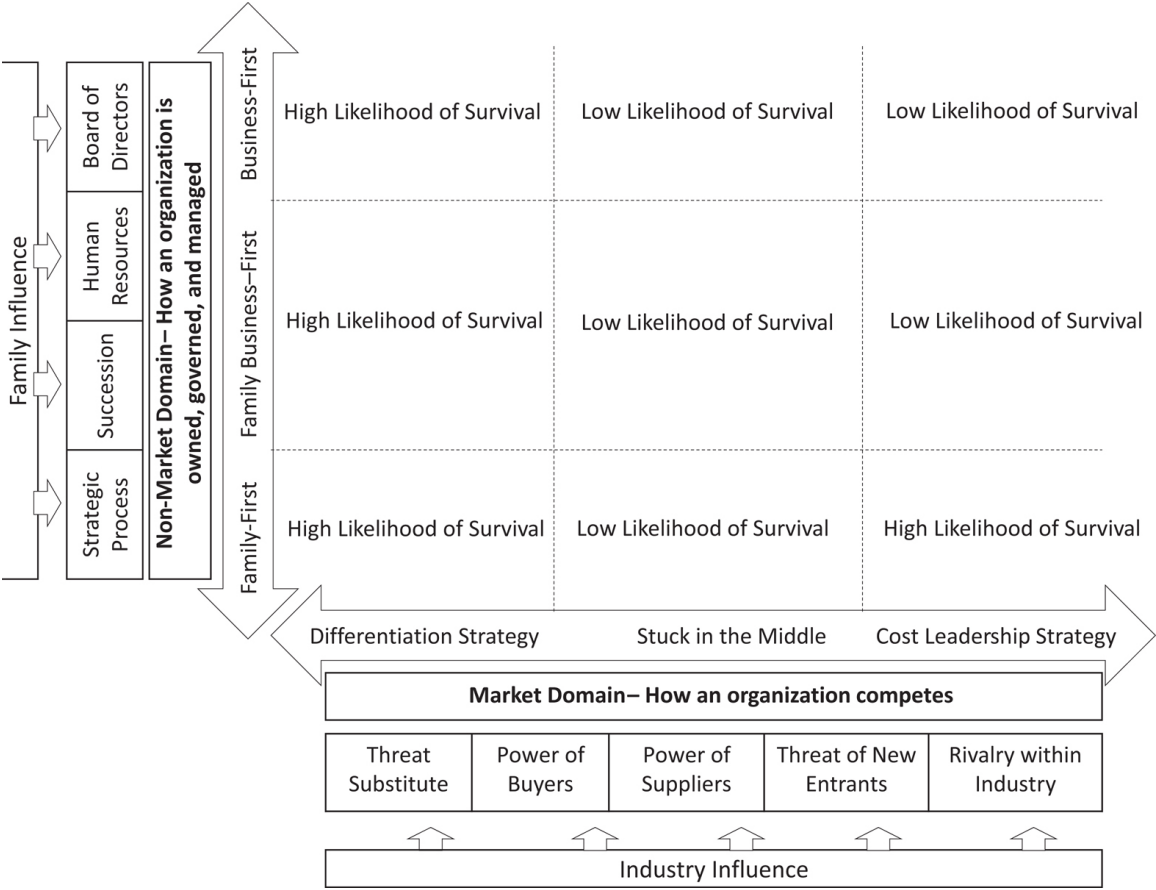 Family Influence
Board of
Directors
Human
Resources
Succession
Strategic
Process
Non-Market Domain– How an organization is
owned, governed, and managed
Business-First
Family Business–First
Family-First
High Likelihood of Survival
Low Likelihood of Survival
Low Likelihood of Survival
High Likelihood of Survival
Low Likelihood of Survival
Low Likelihood of Survival
High Likelihood of Survival
Low Likelihood of Survival
High Likelihood of Survival
Differentiation Strategy
Stuck in the Middle
Cost Leadership Strategy
Market Domain– How an organization competes
Threat
Substitute
Power of
Buyers
Power of
Suppliers
Threat of New
Entrants
Rivalry within
Industry
Industry Influence